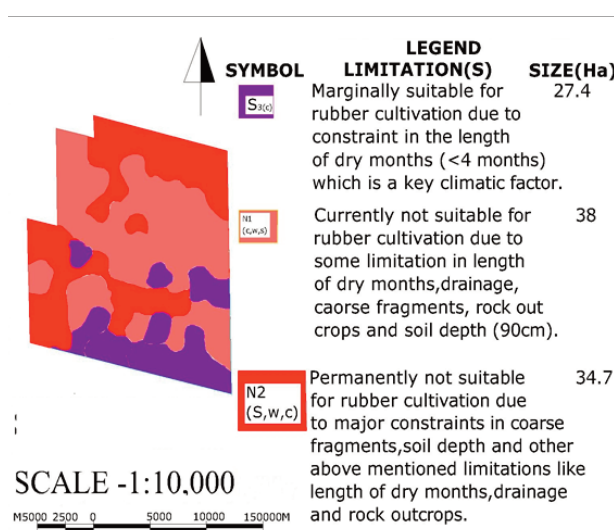 LEGEND
SYMBOL LIMITATION(S) SIZE(Ha)
S3(c)
Marginally suitable for 27.4
rubber cultivation due to
constraint in the length
of dry months (<4 months)
which is a key climatic factor.
N1
(c,w,s)
Currently not suitable for 38
rubber cultivation due to
some limitation in length
of dry months,drainage,
caorse fragments, rock out
crops and soil depth (90cm).
N2
(S,w,c)
Permanently not suitable 34.7
for rubber cultivation due
to major constraints in coarse
fragments,soil depth and other
above mentioned limitations like
length of dry months,drainage
and rock outcrops.
SCALE -1:10,000
M5000 2500 0 5000 10000 150000M